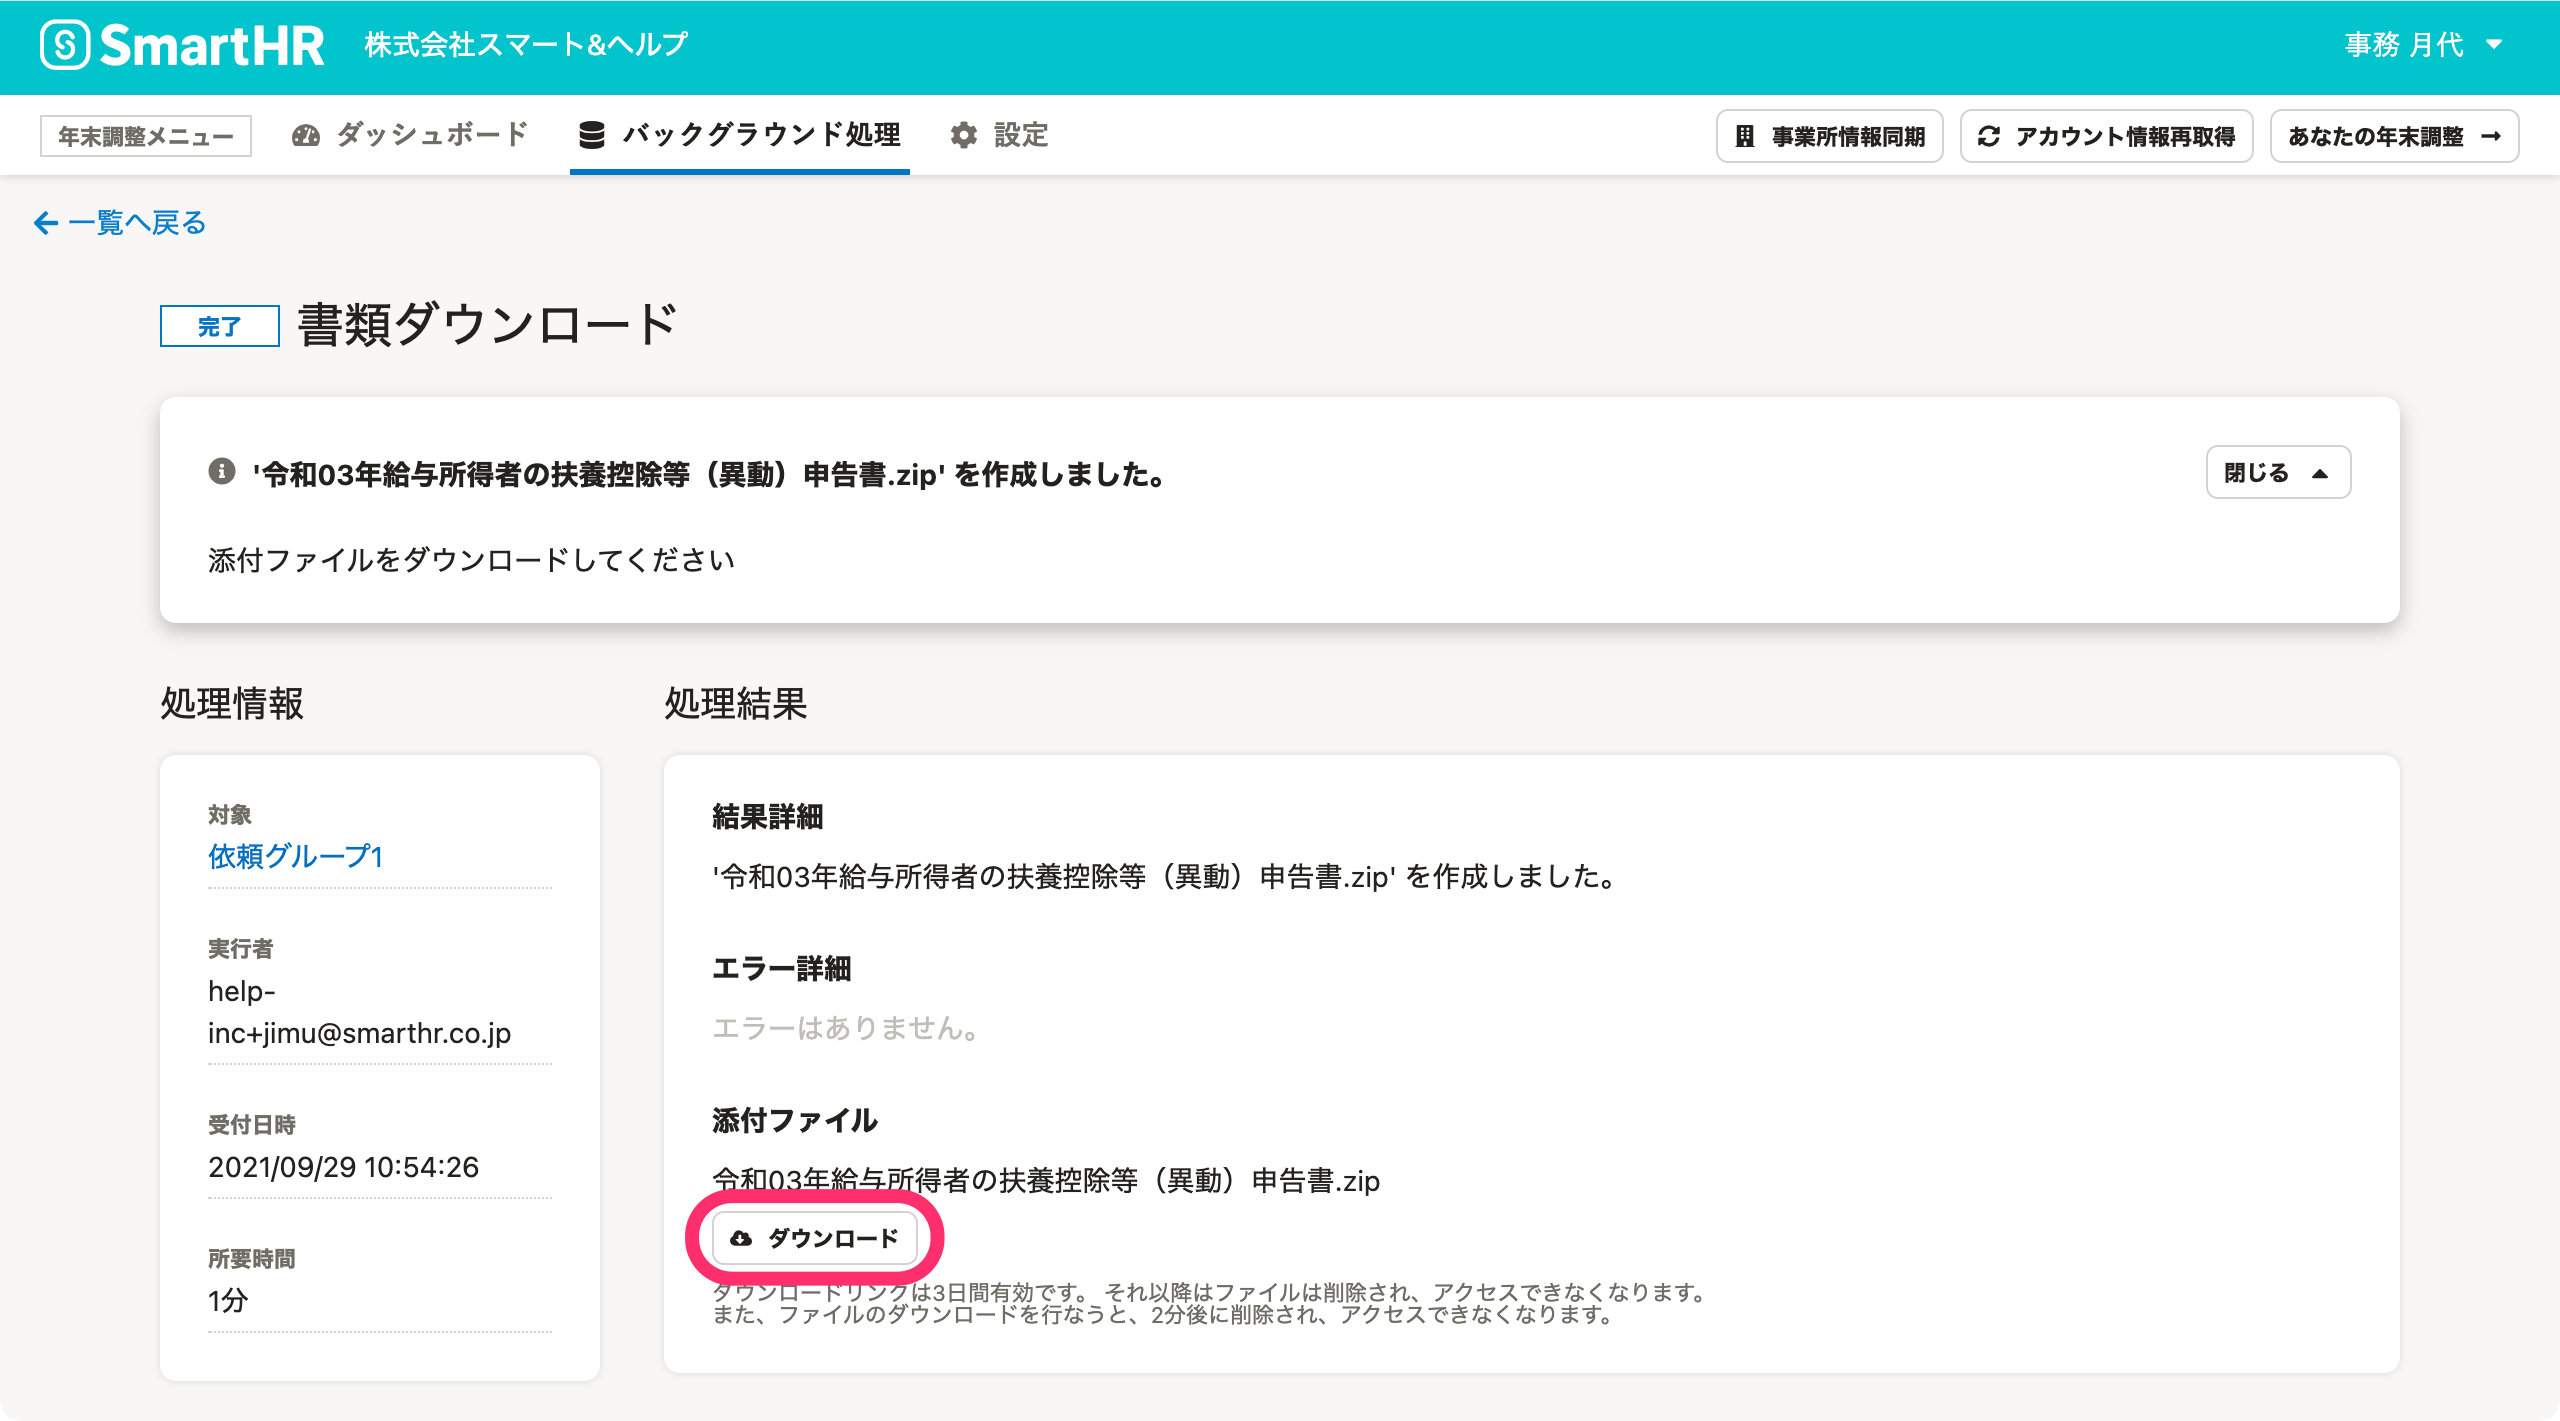 SmartHR 株式会社スマート&ヘルプ 事務 月代
年末調整メニュー ダッシュボード バックグラウンド処理 設定 事業所情報同期 アカウント情報再取得 あなたの年末調整 →
← 一覧へ戻る
完了 書類ダウンロード
'令和03年給与所得者の扶養控除等（異動）申告書.zip' を作成しました。 閉じる
添付ファイルをダウンロードしてください
処理情報
対象
依頼グループ1
実行者
help-
inc+jimu@smarthr.co.jp
受付日時
2021/09/29 10:54:26
所要時間
1分
処理結果
結果詳細
'令和03年給与所得者の扶養控除等（異動）申告書.zip' を作成しました。
エラー詳細
エラーはありません。
添付ファイル
令和03年給与所得者の扶養控除等（異動）申告書.zip
ダウンロード
ダウンロードリンクは3日間有効です。 それ以降はファイルは削除され、アクセスできなくなります。
また、ファイルのダウンロードを行なうと、2分後に削除され、アクセスできなくなります。